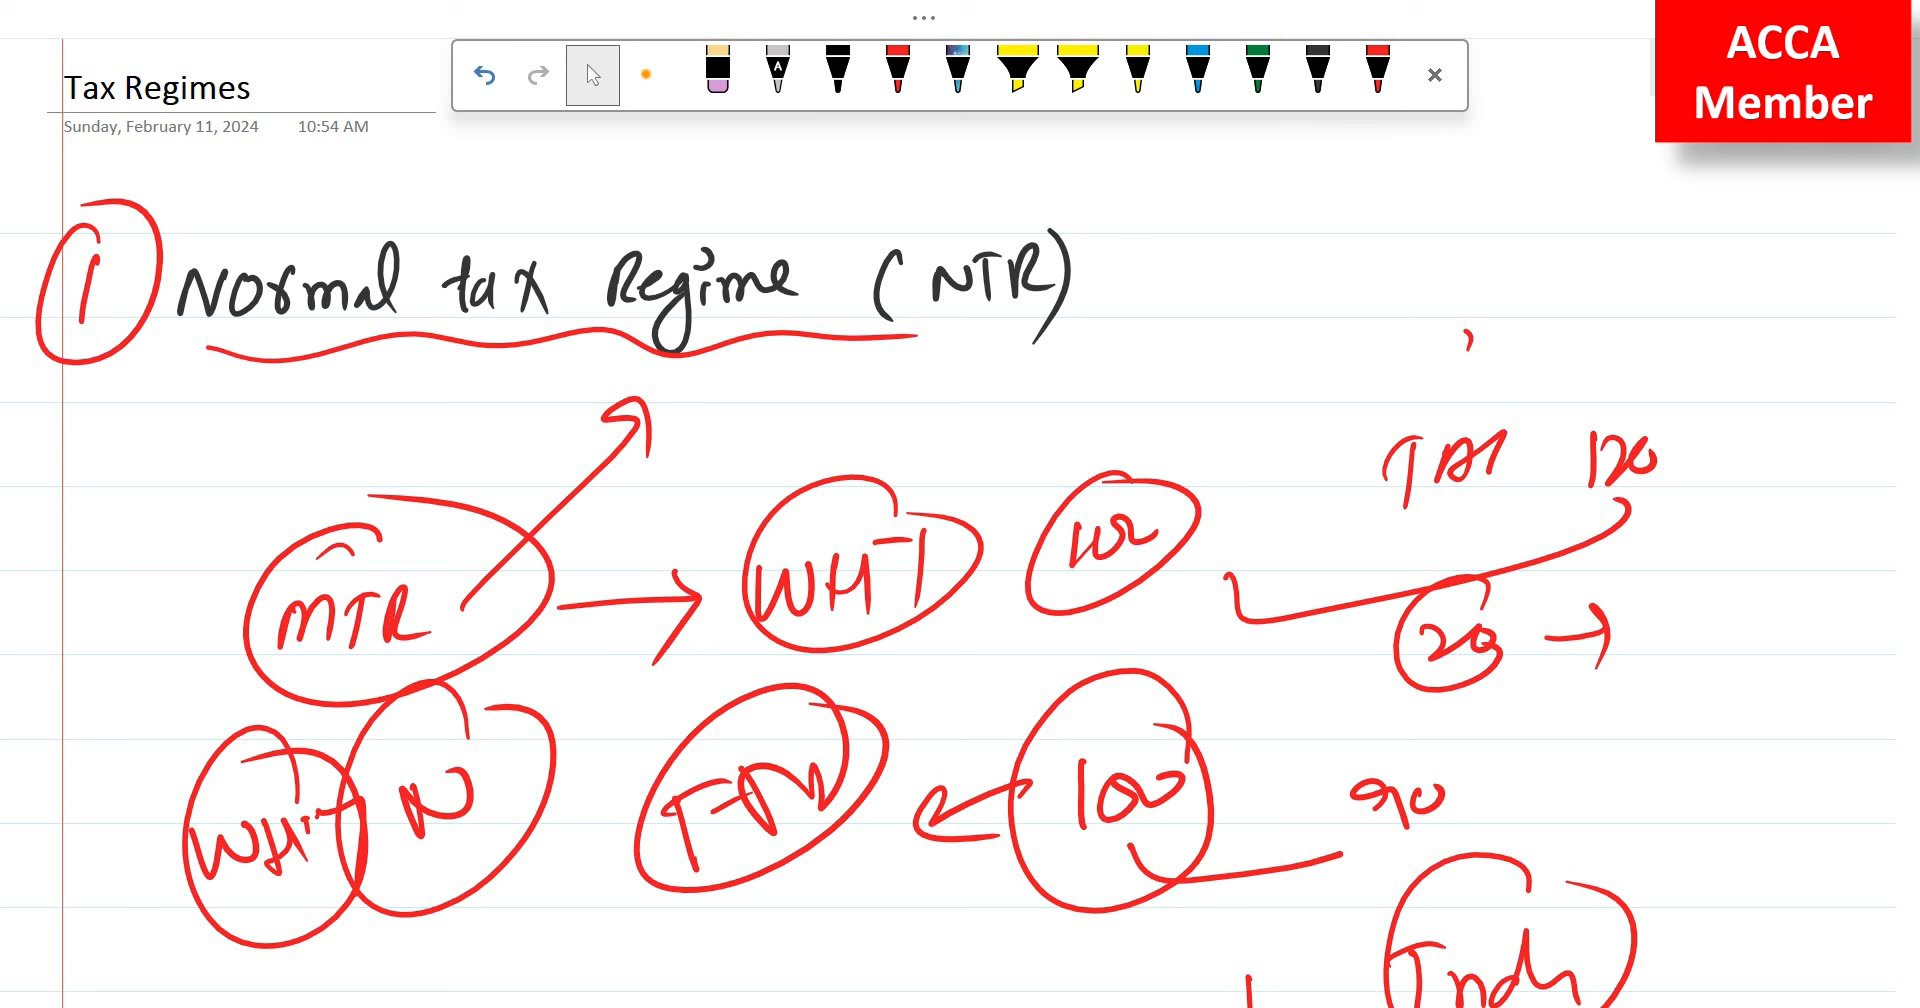 ACCA
Member
Tax Regimes
Sunday, February 11, 2024 10:54 AM
1 Normal tax Regime (NTR)
120
MTR WHT 100
20
WHT N 100 90